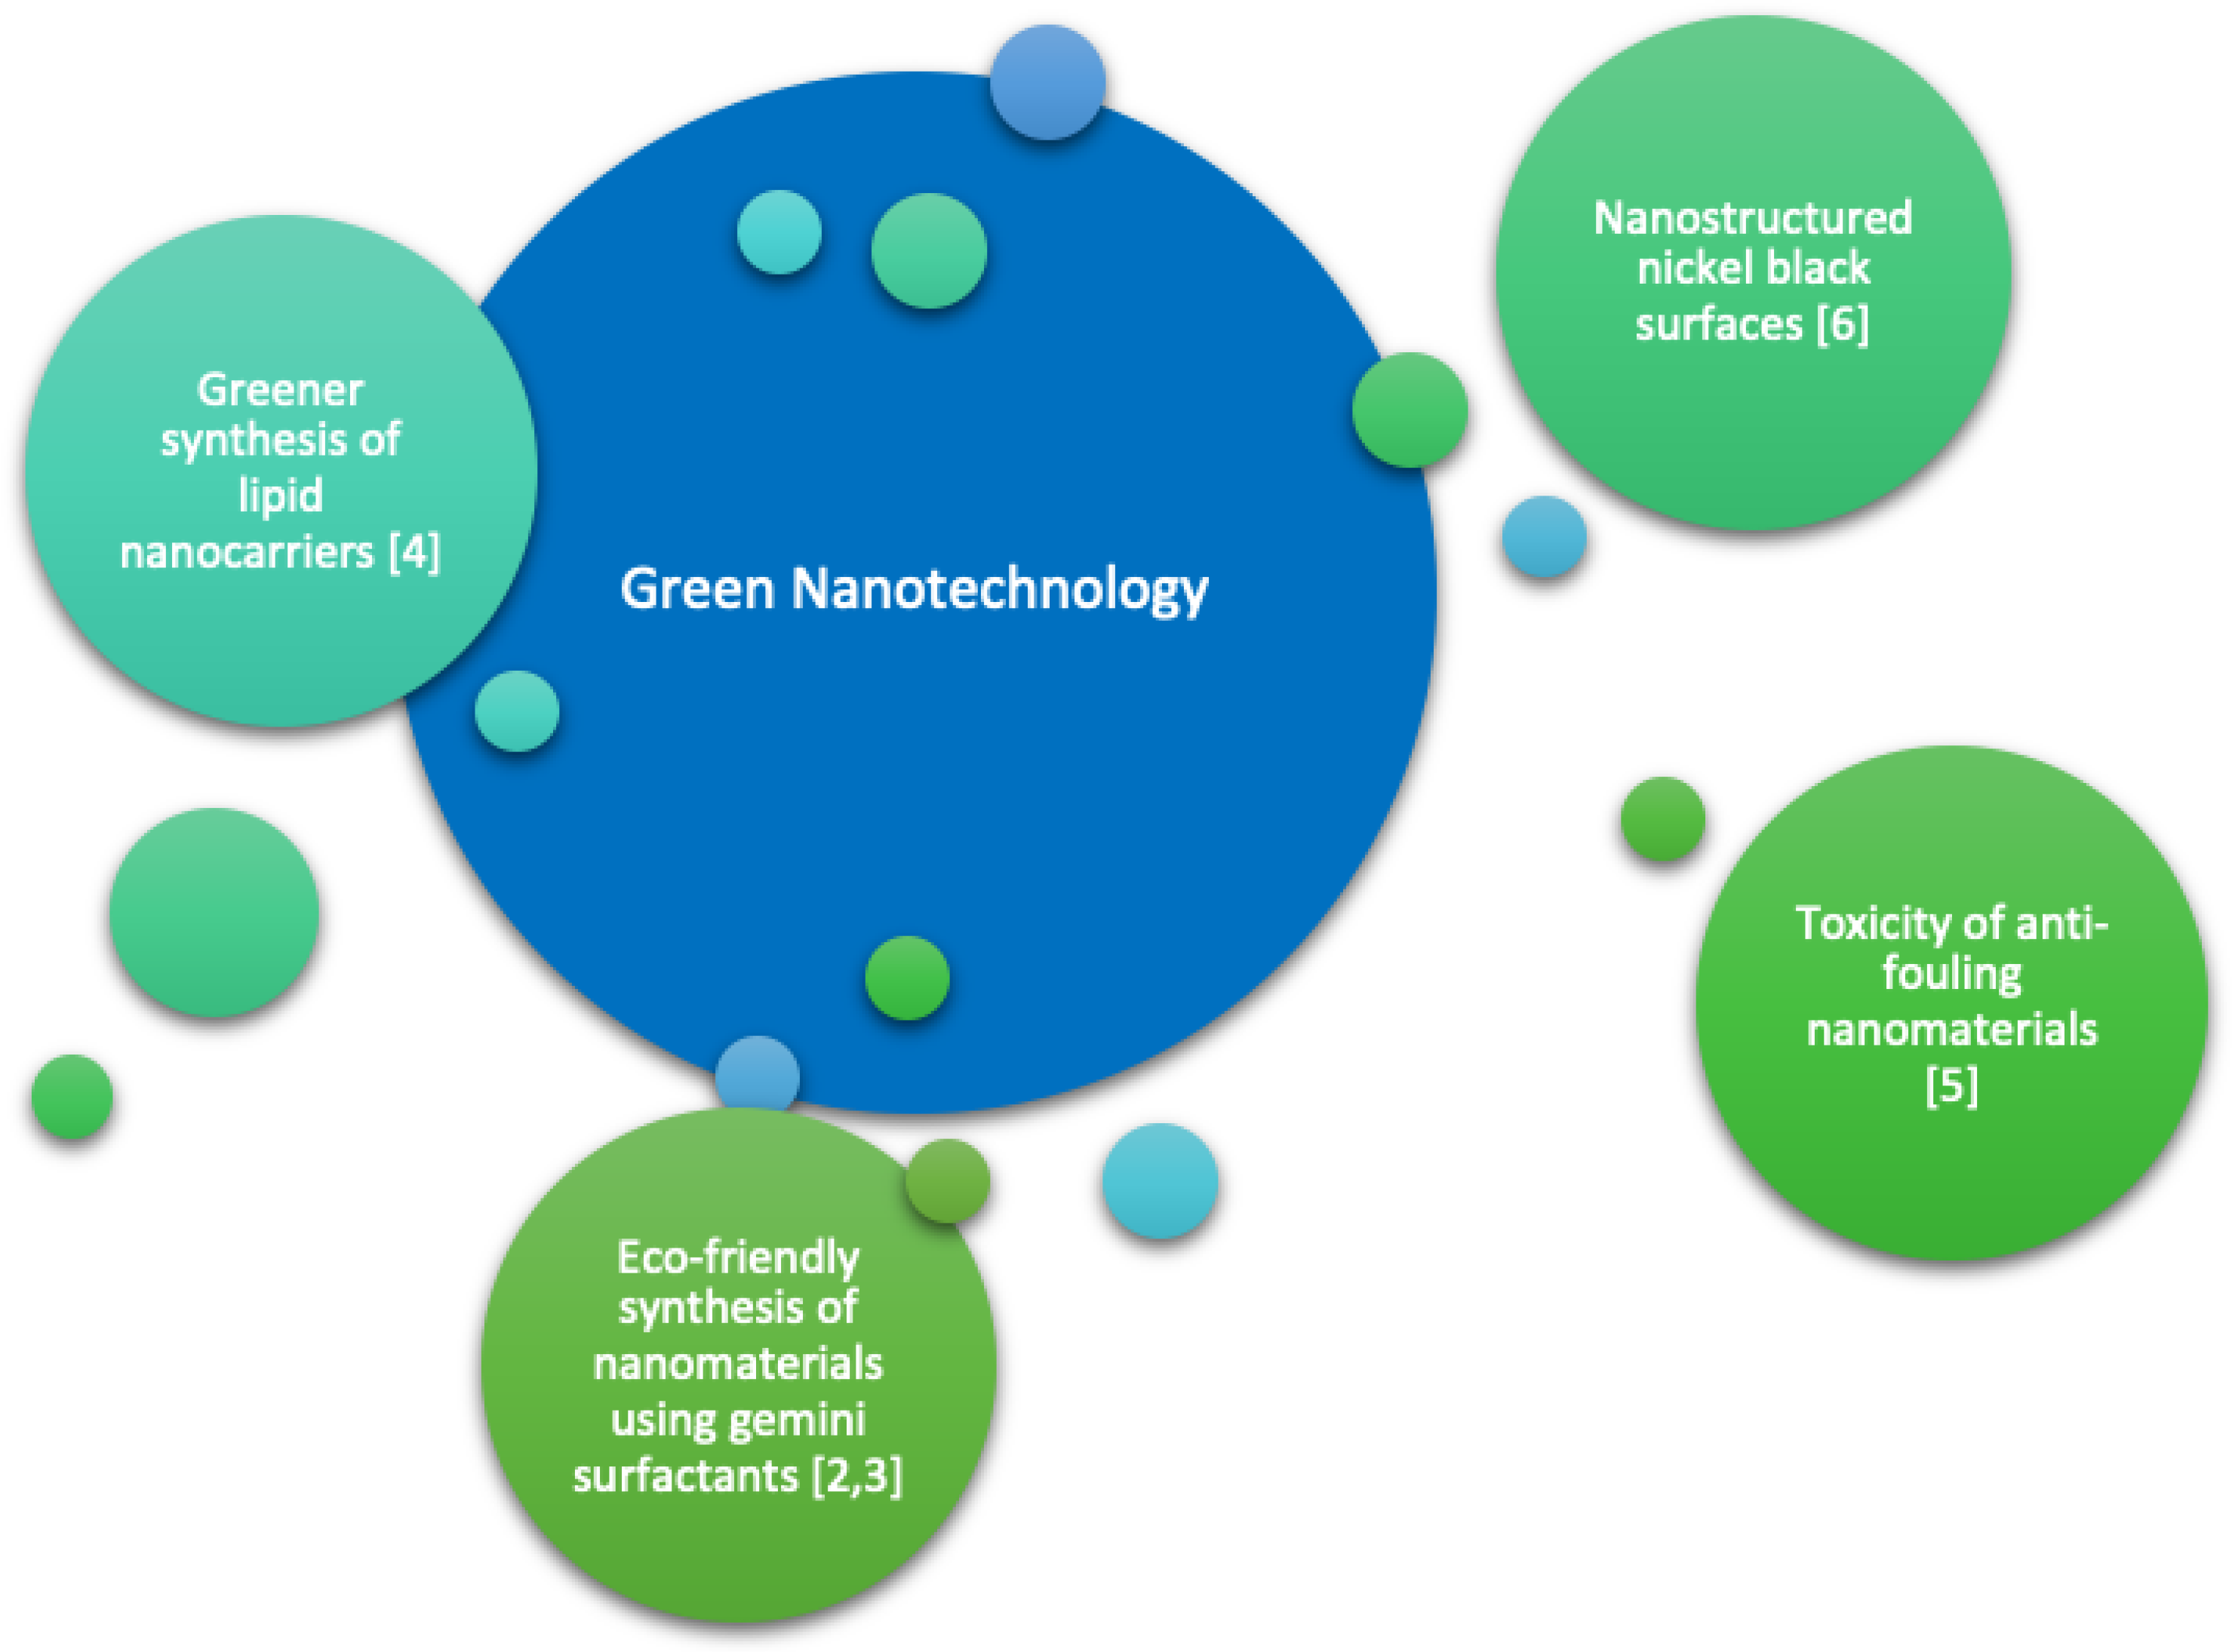 Green Nanotechnology
Nanostructured
nickel black
surfaces [6]
Greener
synthesis of
lipid
nanocarriers [4]
Toxicity of anti-
fouling
nanomaterials
[5]
Eco-friendly
synthesis of
nanomaterials
using gemini
surfactants [2,3]